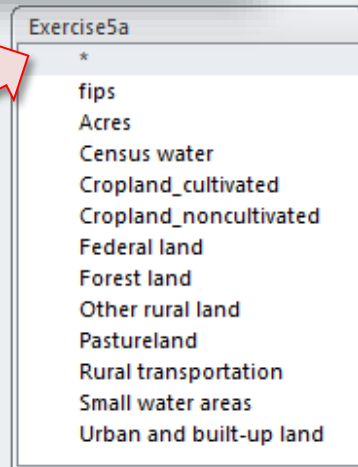 Exercise5a
*
fips
Acres
Census water
Cropland_cultivated
Cropland_noncultivated
Federal land
Forest land
Other rural land
Pastureland
Rural transportation
Small water areas
Urban and built-up land